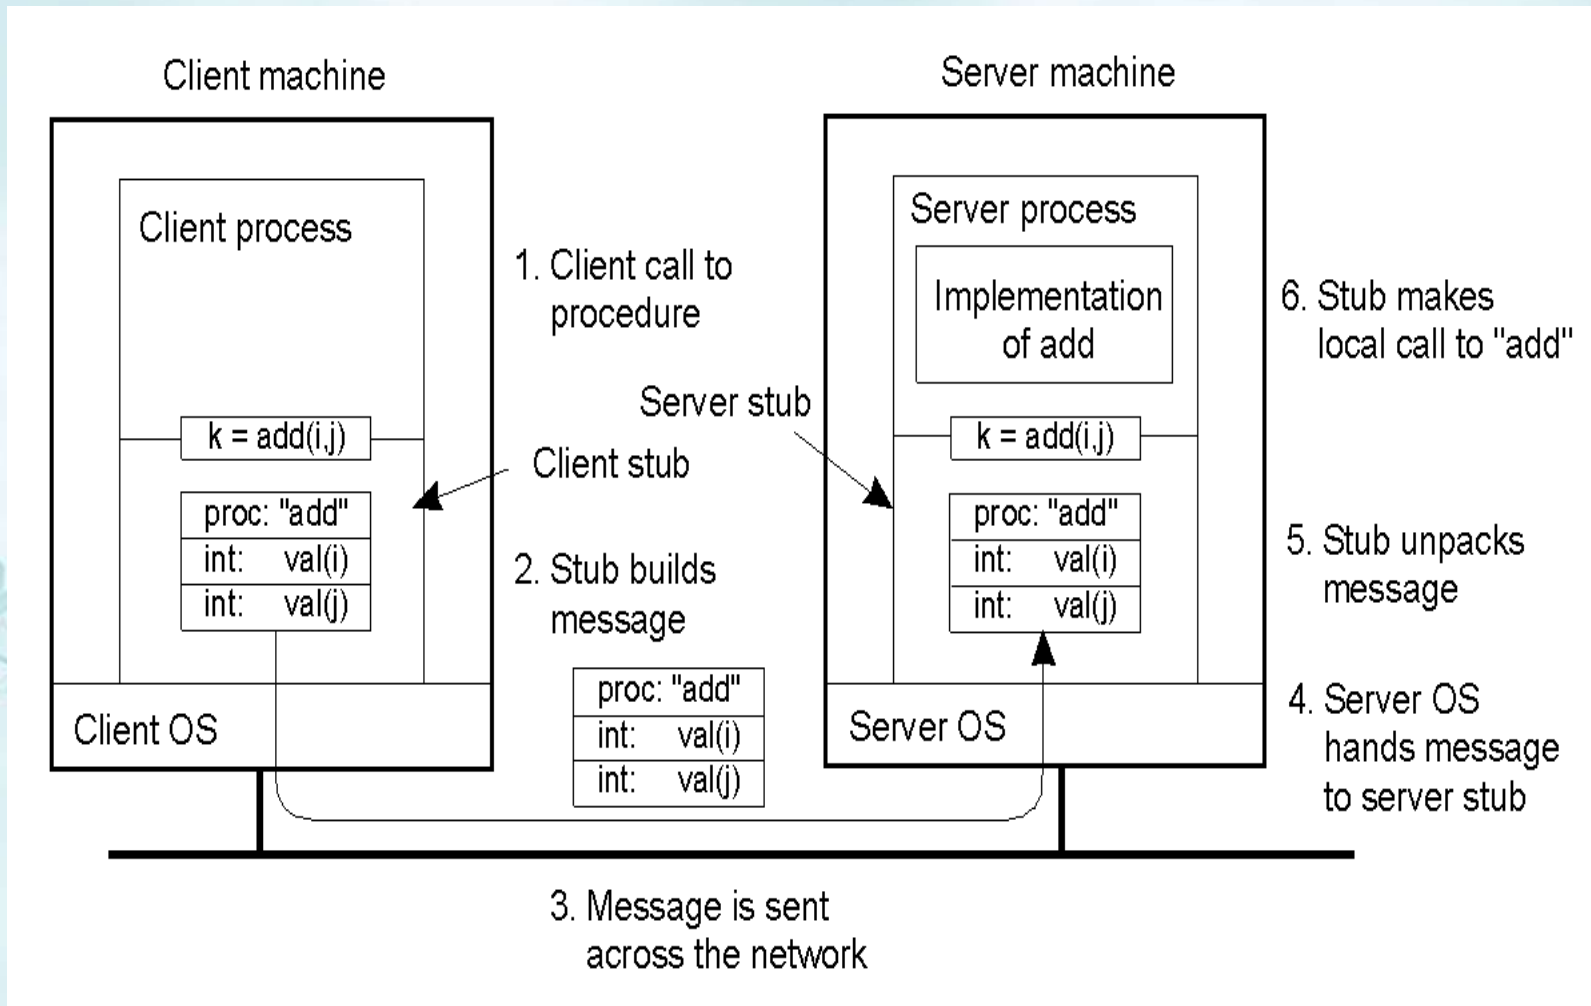 Client machine
Server machine
Client process
1. Client call to
procedure
k = add(i,j)
Client stub
proc: "add"
int: val(i)
int: val(j)
2. Stub builds
message
Client OS
proc: "add"
int: val(i)
int: val(j)
3. Message is sent
across the network
Server process
Implementation
of add
6. Stub makes
local call to "add"
Server stub
k = add(i,j)
proc: "add"
int: val(i)
int: val(j)
5. Stub unpacks
message
Server OS
4. Server OS
hands message
to server stub